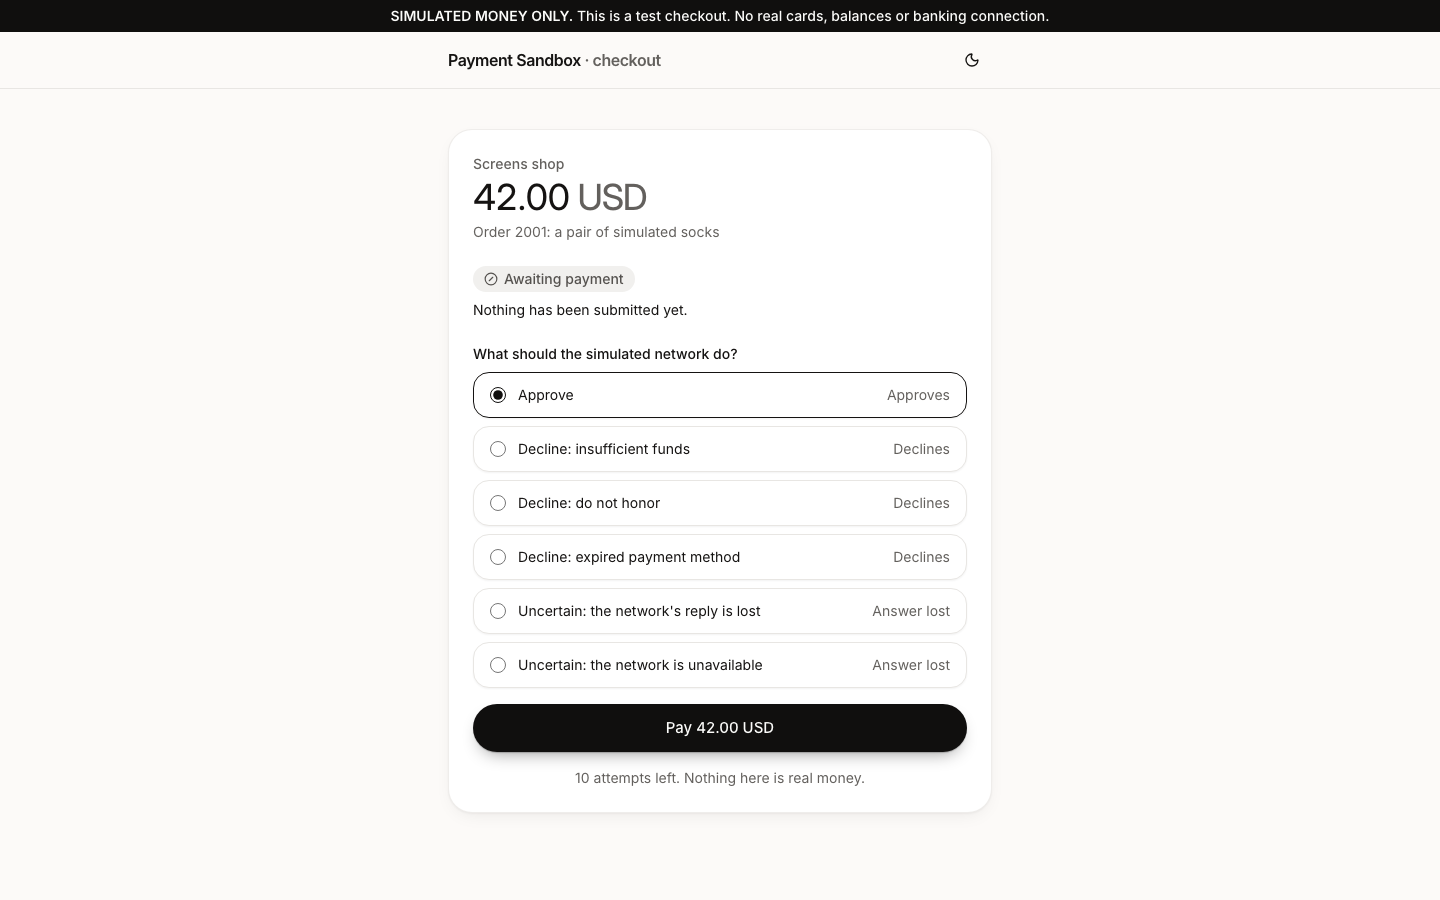 SIMULATED MONEY ONLY. This is a test checkout. No real cards, balances or banking connection.
Payment Sandbox · checkout
Screens shop
42.00 USD
Order 2001: a pair of simulated socks
Awaiting payment
Nothing has been submitted yet.
What should the simulated network do?
Approve Approves
Decline: insufficient funds Declines
Decline: do not honor Declines
Decline: expired payment method Declines
Uncertain: the network's reply is lost Answer lost
Uncertain: the network is unavailable Answer lost
Pay 42.00 USD
10 attempts left. Nothing here is real money.